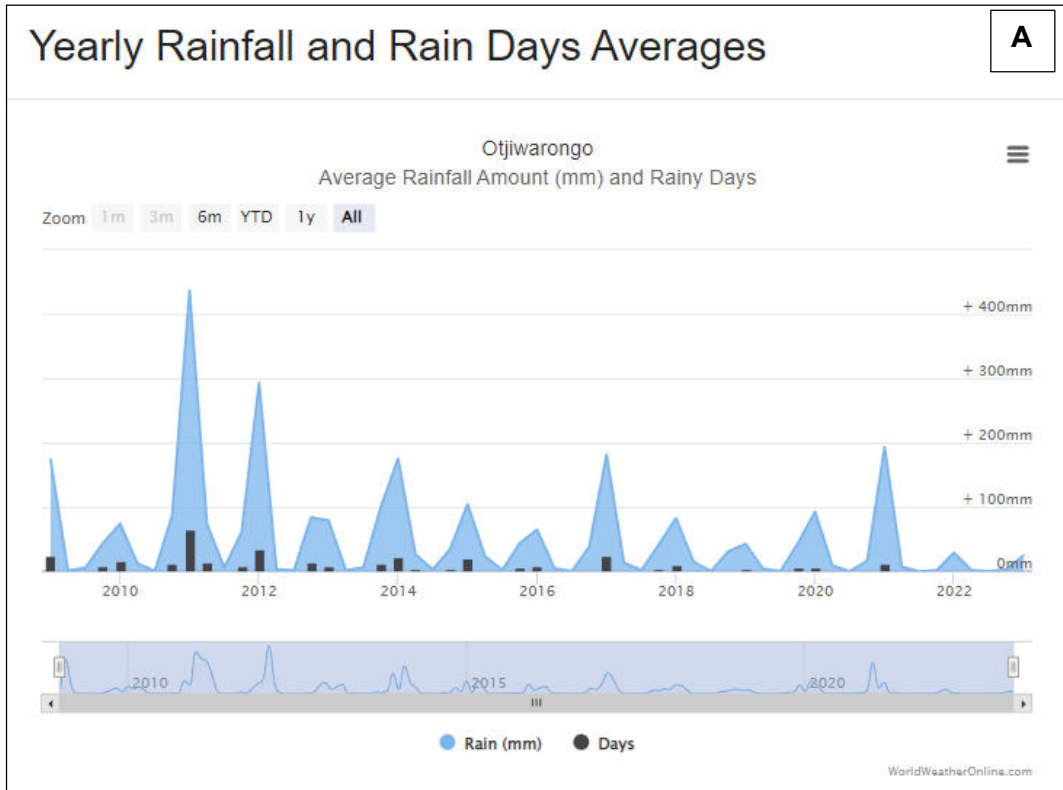 Yearly Rainfall and Rain Days Averages
A
Otjiwarongo
Average Rainfall Amount (mm) and Rainy Days
Zoom 1m 3m 6m YTD 1y All
+ 400mm
+ 300mm
+ 200mm
+ 100mm
0mm
2010 2012 2014 2016 2018 2020 2022
2010 2015 2020
Rain (mm) Days
WorldWeatherOnline.com